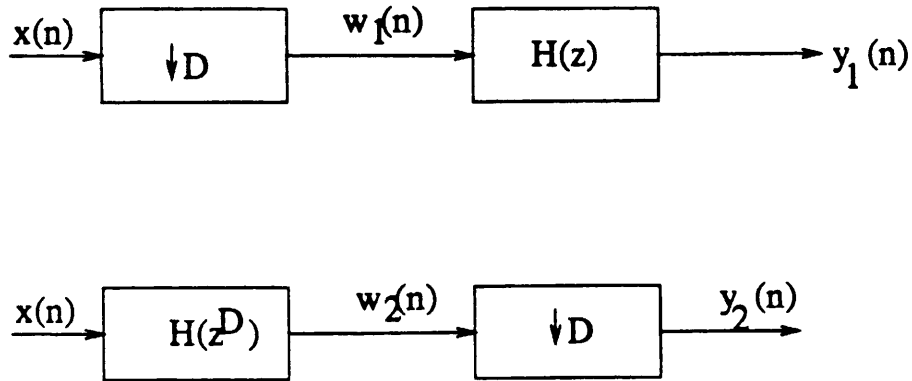 x(n) ↓D w₁(n) H(z) y₁(n)
x(n) H(z^D) w₂(n) ↓D y₂(n)